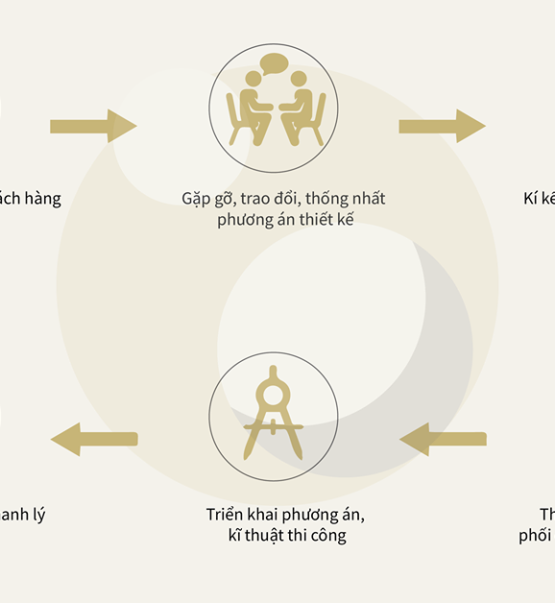 ách hàng
Gặp gỡ, trao đổi, thống nhất
phương án thiết kế
Kí kế
anh lý
Triển khai phương án,
kĩ thuật thi công
Th
phối